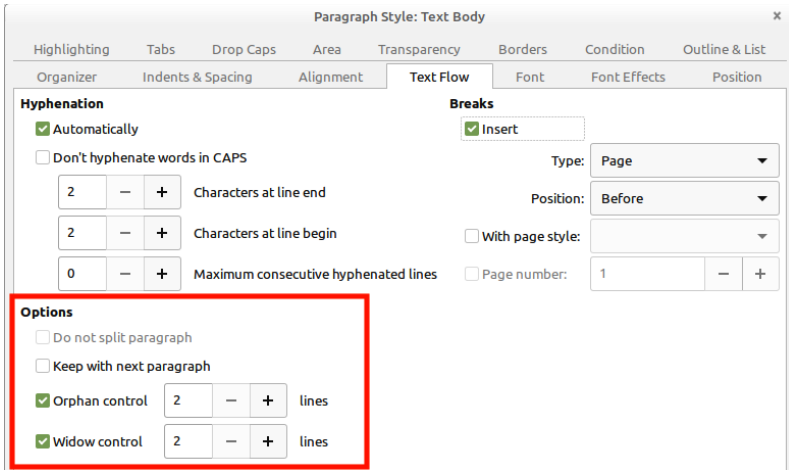 Paragraph Style: Text Body x
Highlighting Tabs Drop Caps Area Transparency Borders Condition Outline & List
Organizer Indents & Spacing Alignment Text Flow Font Font Effects Position
Hyphenation
Automatically
Don't hyphenate words in CAPS
2 − + Characters at line end
2 − + Characters at line begin
0 − + Maximum consecutive hyphenated lines
Breaks
Insert
Type: Page
Position: Before
With page style:
Page number: 1 − +
Options
Do not split paragraph
Keep with next paragraph
Orphan control 2 − + lines
Widow control 2 − + lines